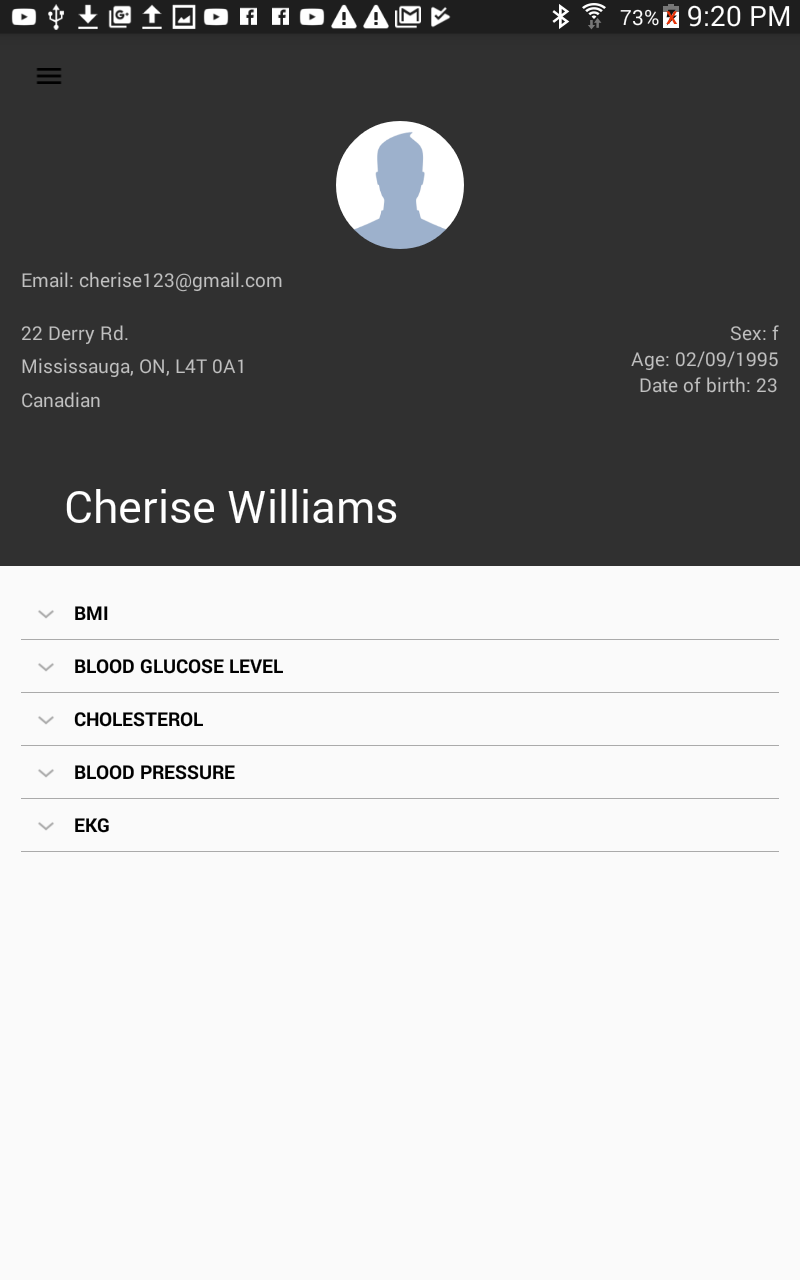 73% 9:20 PM
Email: cherise123@gmail.com
22 Derry Rd.
Mississauga, ON, L4T 0A1
Canadian
Sex: f
Age: 02/09/1995
Date of birth: 23
Cherise Williams
BMI
BLOOD GLUCOSE LEVEL
CHOLESTEROL
BLOOD PRESSURE
EKG